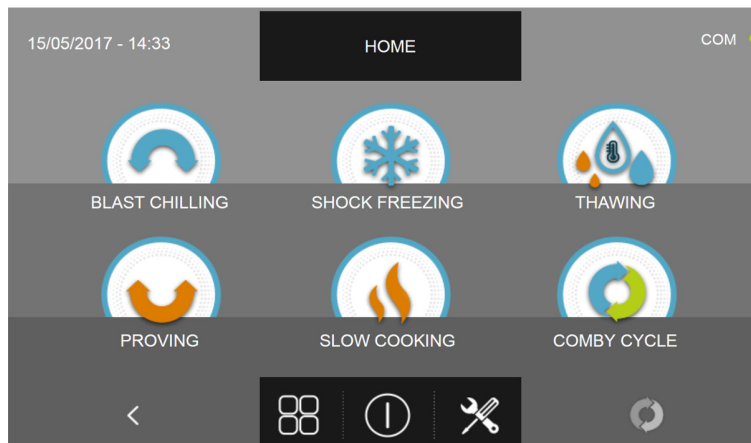 15/05/2017 - 14:33
HOME
COM
BLAST CHILLING
SHOCK FREEZING
THAWING
PROVING
SLOW COOKING
COMBY CYCLE